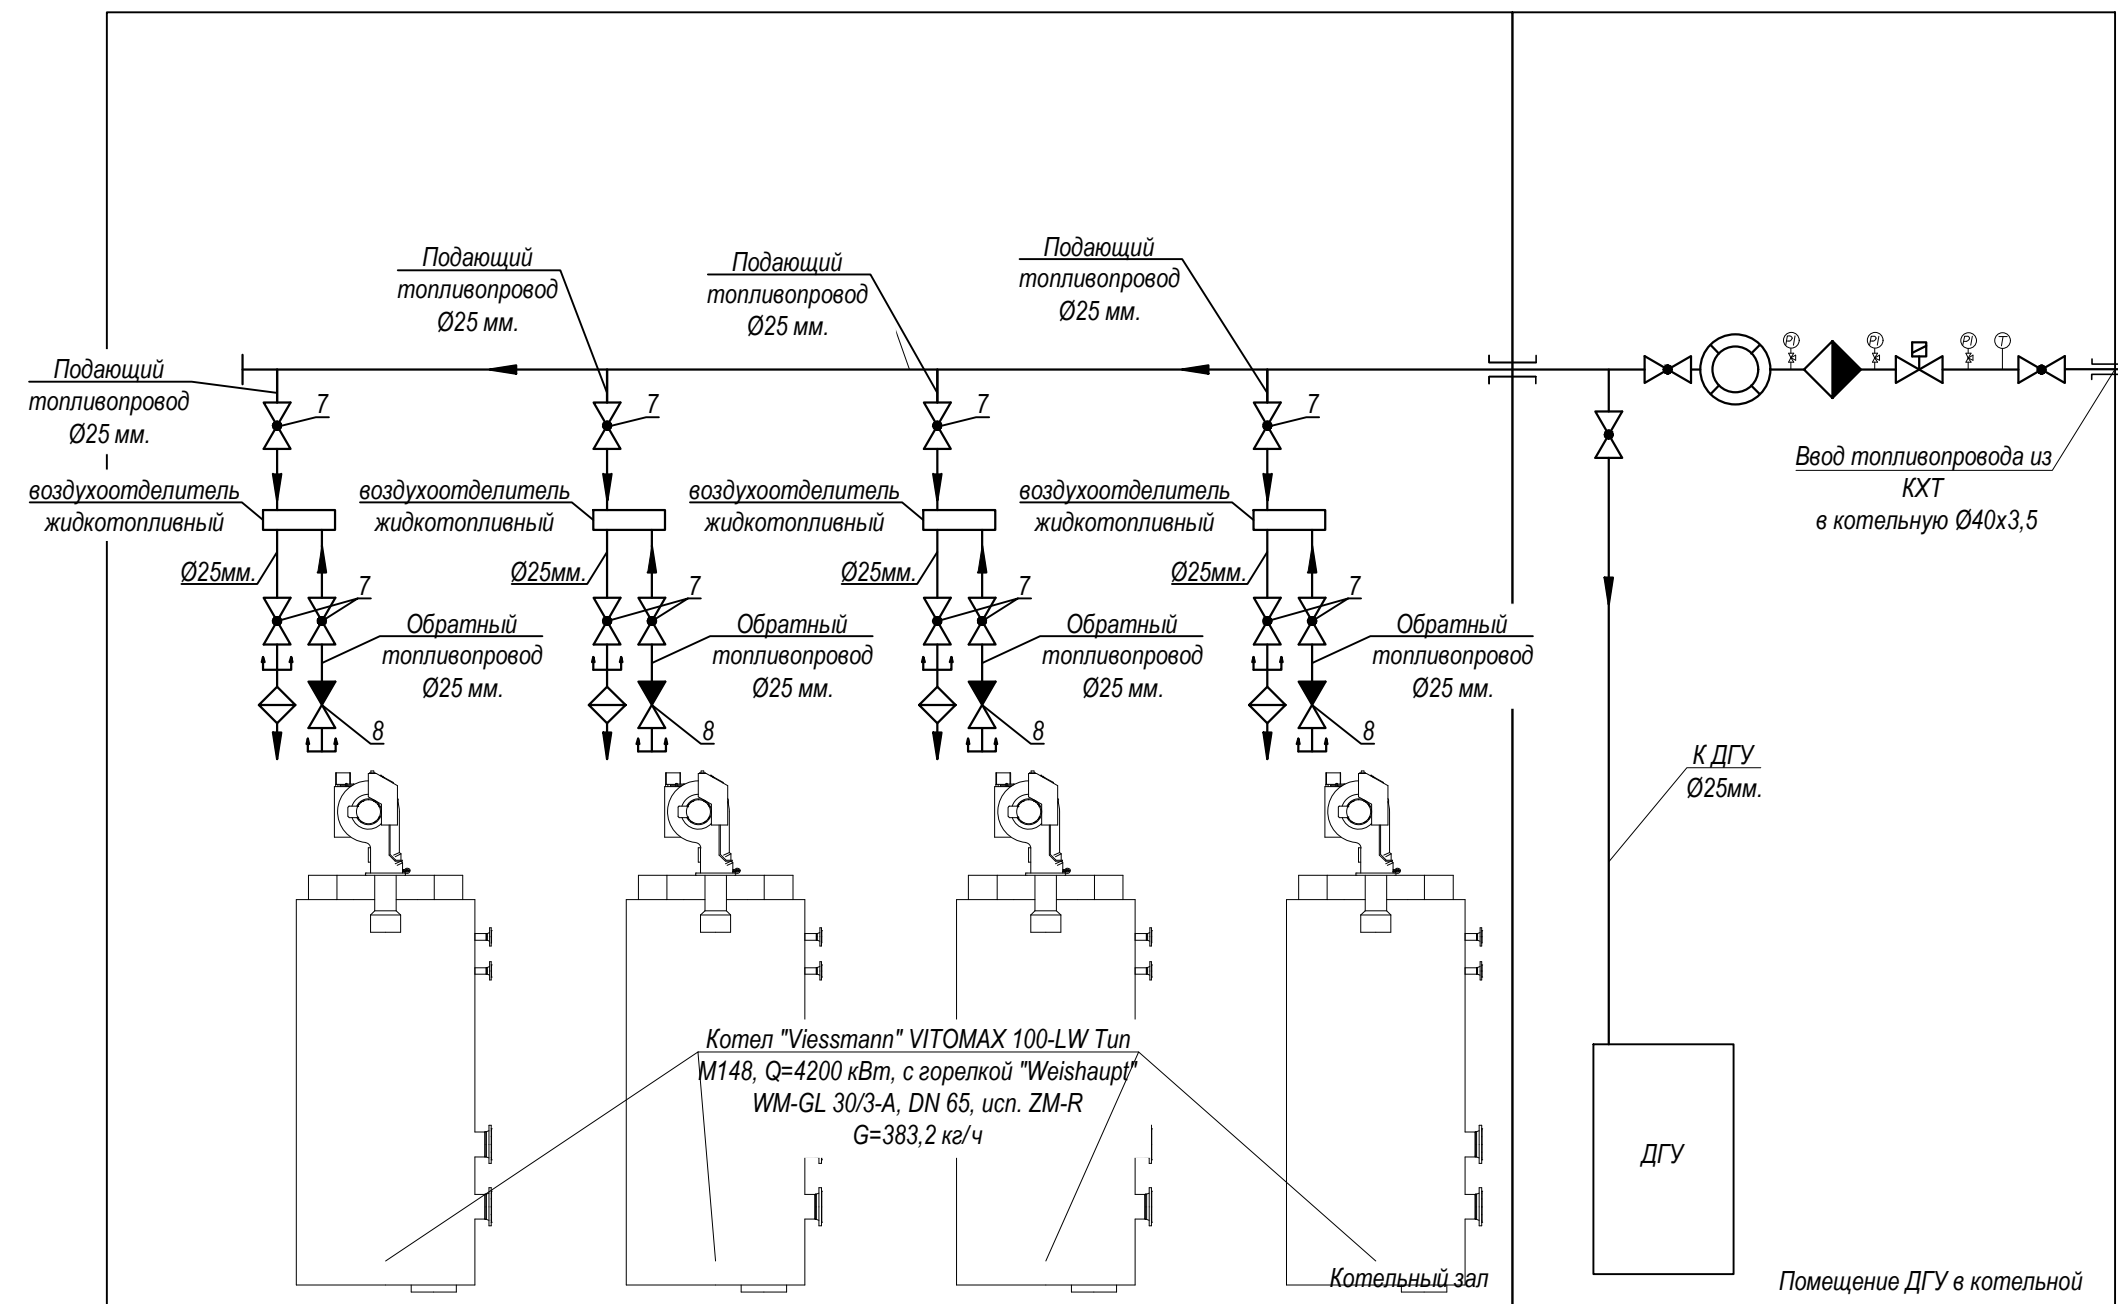 Подающий
топливопровод
Ø25 мм.
Подающий
топливопровод
Ø25 мм.
Подающий
топливопровод
Ø25 мм.
Подающий
топливопровод
Ø25 мм.
PI
PI
PI
T
7
7
7
7
Ввод топливопровода из
КХТ
в котельную Ø40х3,5
воздухоотделитель
жидкотопливный
воздухоотделитель
жидкотопливный
воздухоотделитель
жидкотопливный
воздухоотделитель
жидкотопливный
Ø25мм.
Ø25мм.
Ø25мм.
Ø25мм.
7
7
7
7
Обратный
топливопровод
Ø25 мм.
Обратный
топливопровод
Ø25 мм.
Обратный
топливопровод
Ø25 мм.
Обратный
топливопровод
Ø25 мм.
8
8
8
8
К ДГУ
Ø25мм.
Котел "Viessmann" VITOMAX 100-LW Тип
М148, Q=4200 кВт, с горелкой "Weishaupt"
WM-GL 30/3-A, DN 65, исп. ZM-R
G=383,2 кг/ч
ДГУ
Котельный зал
Помещение ДГУ в котельной